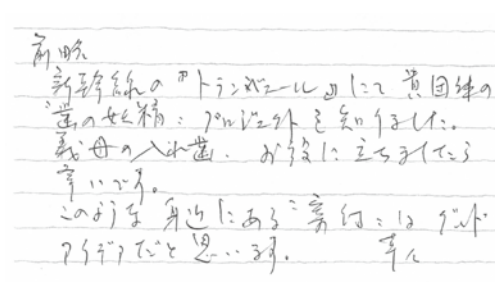 前略
新幹線の『トランヴェール』にて貴団体の
"歯の妖精"プロジェクトを知りました。
義母の入れ歯、お役に立ちましたら
幸いです。
このような身近にある"寄付"はグッド
アイデアだと思います。 草々